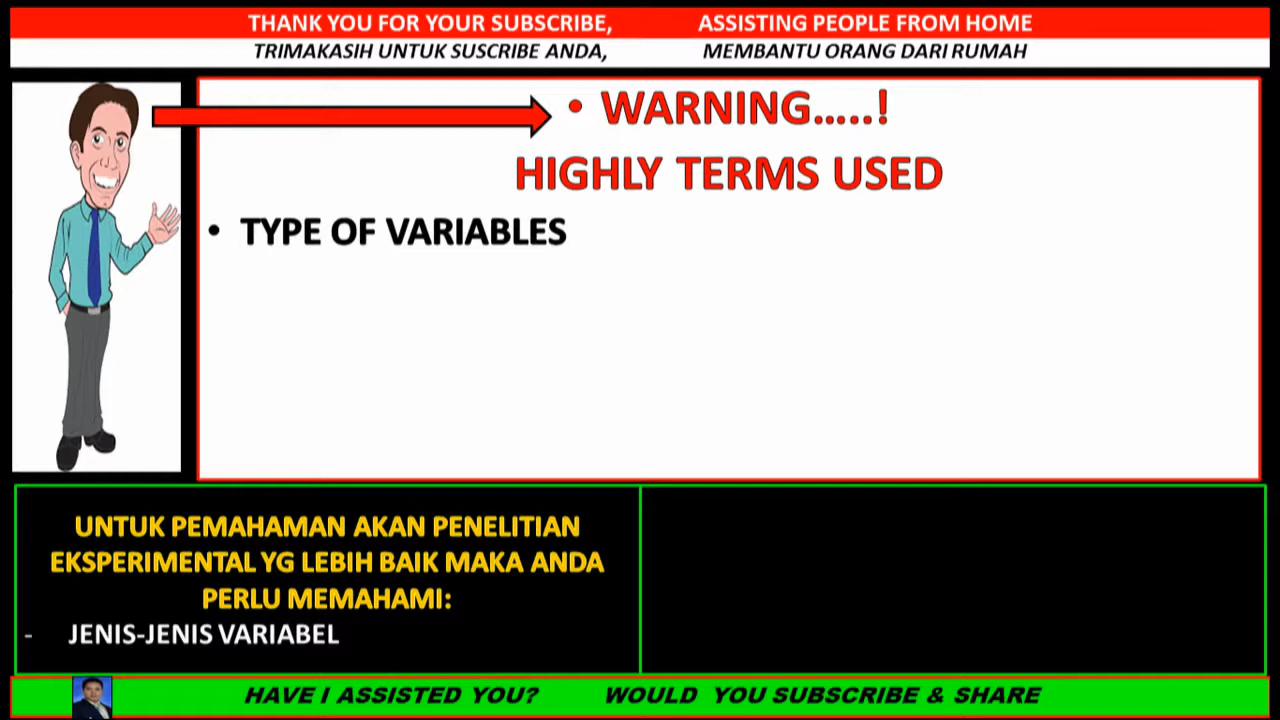 THANK YOU FOR YOUR SUBSCRIBE, ASSISTING PEOPLE FROM HOME
TRIMAKASIH UNTUK SUSCRIBE ANDA, MEMBANTU ORANG DARI RUMAH
• WARNING…..!
HIGHLY TERMS USED
• TYPE OF VARIABLES
UNTUK PEMAHAMAN AKAN PENELITIAN
EKSPERIMENTAL YG LEBIH BAIK MAKA ANDA
PERLU MEMAHAMI:
- JENIS-JENIS VARIABEL
HAVE I ASSISTED YOU? WOULD YOU SUBSCRIBE & SHARE